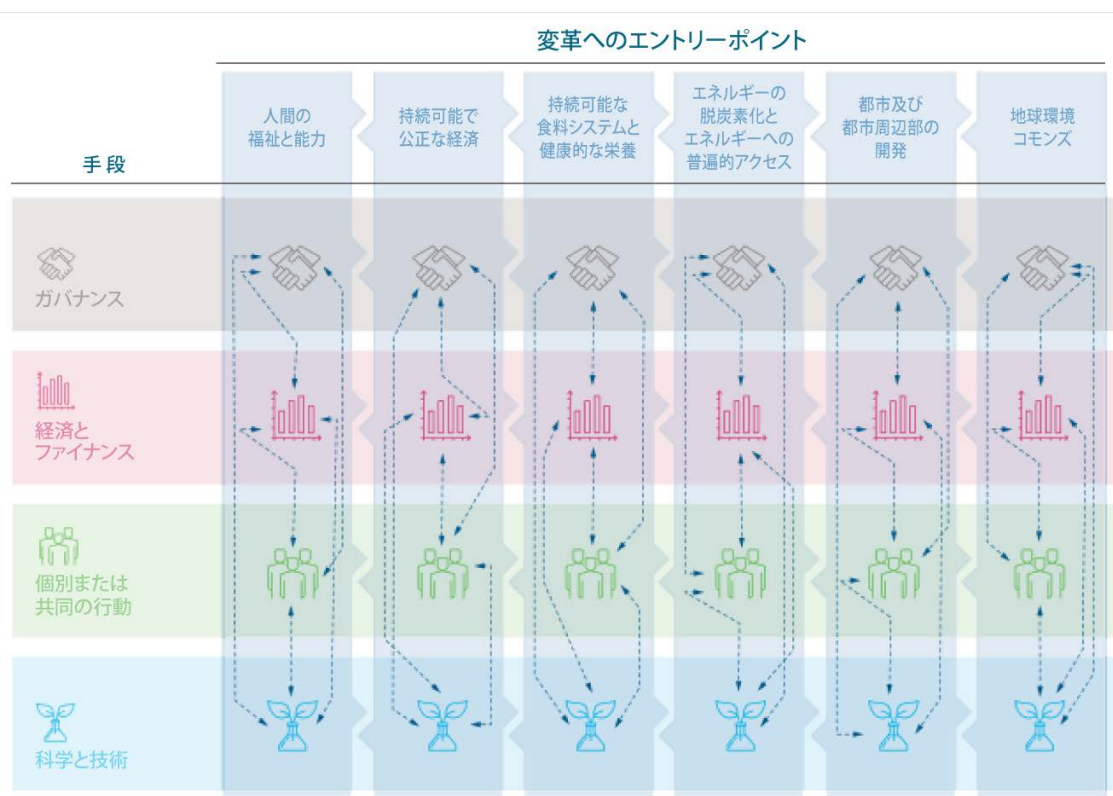 変革へのエントリーポイント
手段
人間の
福祉と能力
持続可能で
公正な経済
持続可能な
食料システムと
健康的な栄養
エネルギーの
脱炭素化と
エネルギーへの
普遍的アクセス
都市及び
都市周辺部の
開発
地球環境
コモンズ
ガバナンス
経済と
ファイナンス
個別または
共同の行動
科学と技術